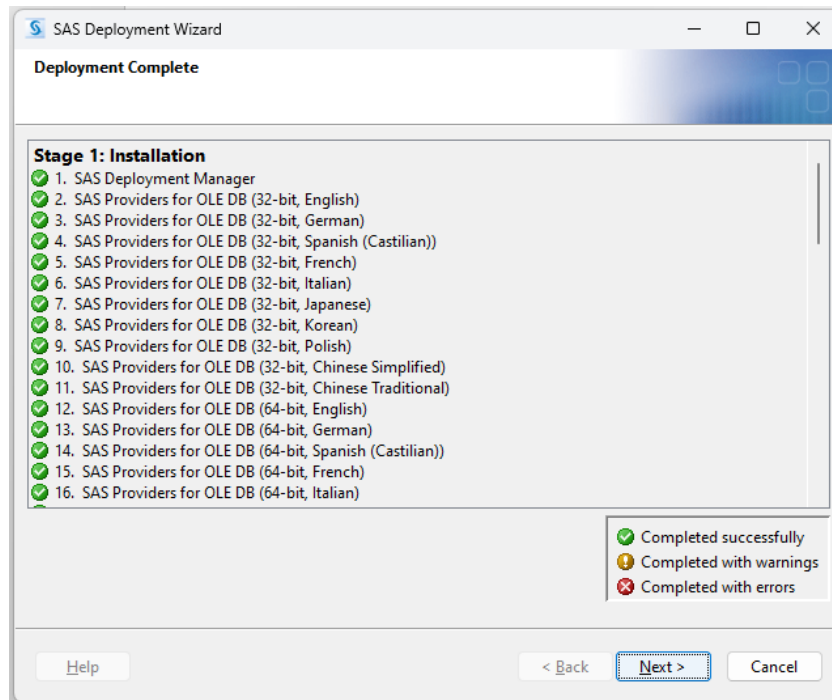 SAS Deployment Wizard
Deployment Complete
Stage 1: Installation
1. SAS Deployment Manager
2. SAS Providers for OLE DB (32-bit, English)
3. SAS Providers for OLE DB (32-bit, German)
4. SAS Providers for OLE DB (32-bit, Spanish (Castilian))
5. SAS Providers for OLE DB (32-bit, French)
6. SAS Providers for OLE DB (32-bit, Italian)
7. SAS Providers for OLE DB (32-bit, Japanese)
8. SAS Providers for OLE DB (32-bit, Korean)
9. SAS Providers for OLE DB (32-bit, Polish)
10. SAS Providers for OLE DB (32-bit, Chinese Simplified)
11. SAS Providers for OLE DB (32-bit, Chinese Traditional)
12. SAS Providers for OLE DB (64-bit, English)
13. SAS Providers for OLE DB (64-bit, German)
14. SAS Providers for OLE DB (64-bit, Spanish (Castilian))
15. SAS Providers for OLE DB (64-bit, French)
16. SAS Providers for OLE DB (64-bit, Italian)
Completed successfully
Completed with warnings
Completed with errors
Help
< Back
Next >
Cancel